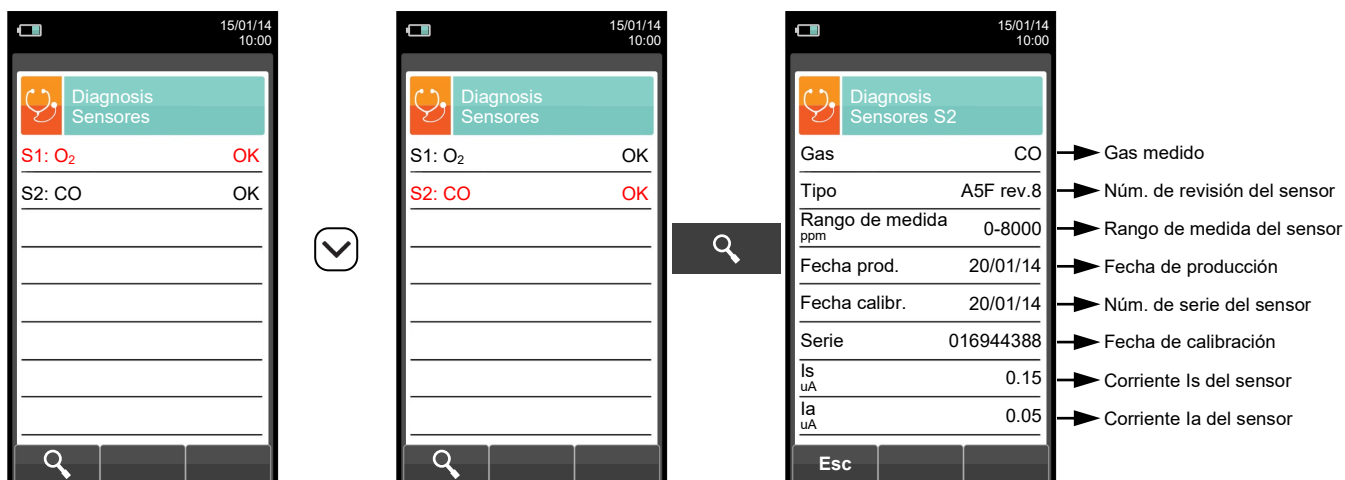 15/01/14
10:00
Diagnosis
Sensores
S1: O₂ OK
S2: CO OK
15/01/14
10:00
Diagnosis
Sensores
S1: O₂ OK
S2: CO OK
15/01/14
10:00
Diagnosis
Sensores S2
Gas CO Gas medido
Tipo A5F rev.8 Núm. de revisión del sensor
Rango de medida
ppm 0-8000 Rango de medida del sensor
Fecha prod. 20/01/14 Fecha de producción
Fecha calibr. 20/01/14 Núm. de serie del sensor
Serie 016944388 Fecha de calibración
Is
uA 0.15 Corriente Is del sensor
Ia
uA 0.05 Corriente Ia del sensor
Esc